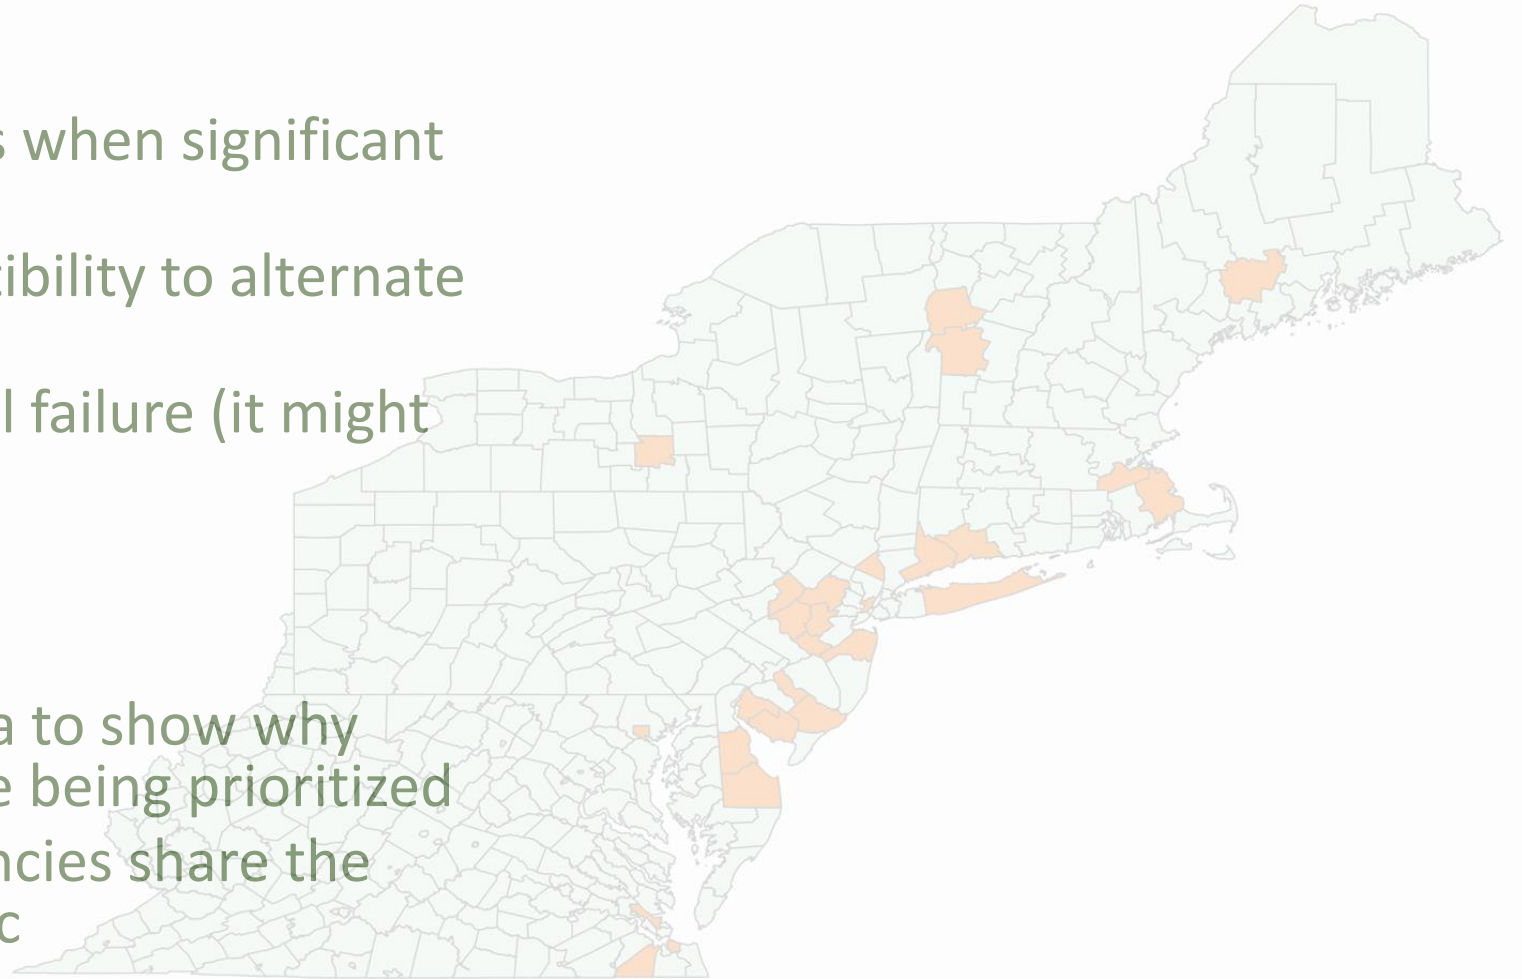 s when significant
tibility to alternate
l failure (it might
a to show why
e being prioritized
ncies share the
c